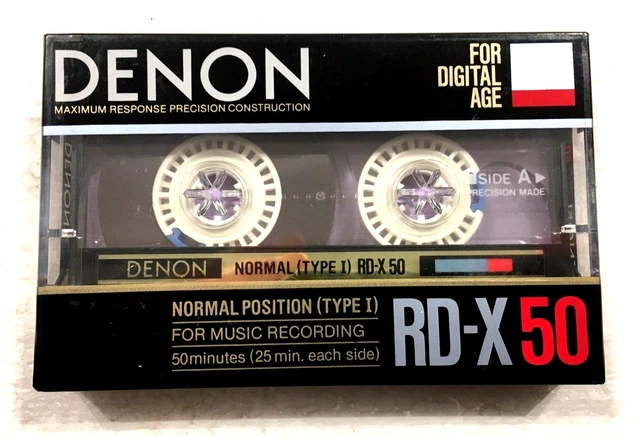 DENON
MAXIMUM RESPONSE PRECISION CONSTRUCTION
FOR
DIGITAL
AGE
DENON
SIDE A
PRECISION MADE
DENON NORMAL (TYPE I) RD-X 50
NORMAL POSITION (TYPE I)
FOR MUSIC RECORDING
50minutes (25 min. each side)
RD-X 50